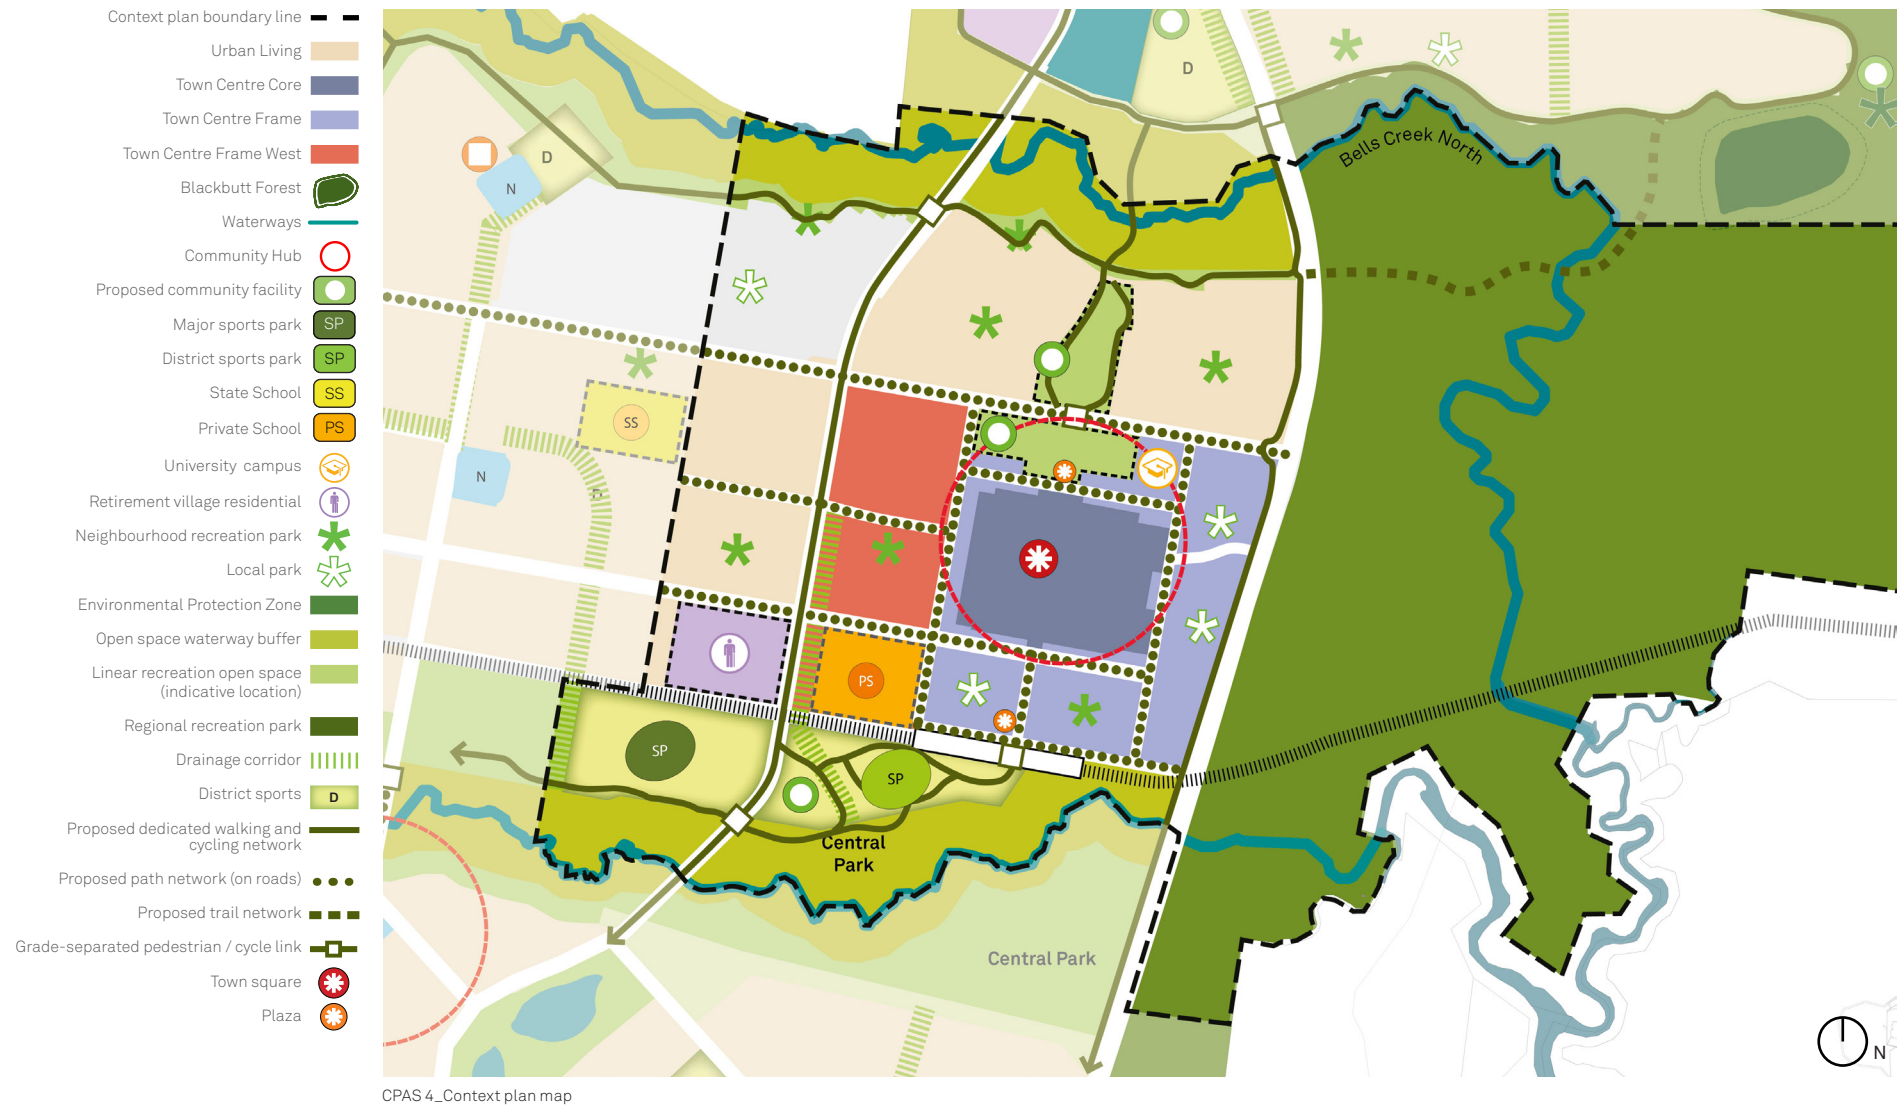 Context plan boundary line
Urban Living
Town Centre Core
Town Centre Frame
Town Centre Frame West
Blackbutt Forest
Waterways
Community Hub
Proposed community facility
Major sports park SP
District sports park SP
State School SS
Private School PS
University campus
Retirement village residential
Neighbourhood recreation park
Local park
Environmental Protection Zone
Open space waterway buffer
Linear recreation open space
(indicative location)
Regional recreation park
Drainage corridor
District sports D
Proposed dedicated walking and
cycling network
Proposed path network (on roads)
Proposed trail network
Grade-separated pedestrian / cycle link
Town square
Plaza
D
D
N
Bells Creek North
SS
N
D
PS
SP
SP
Central
Park
Central Park
N
CPAS 4_Context plan map